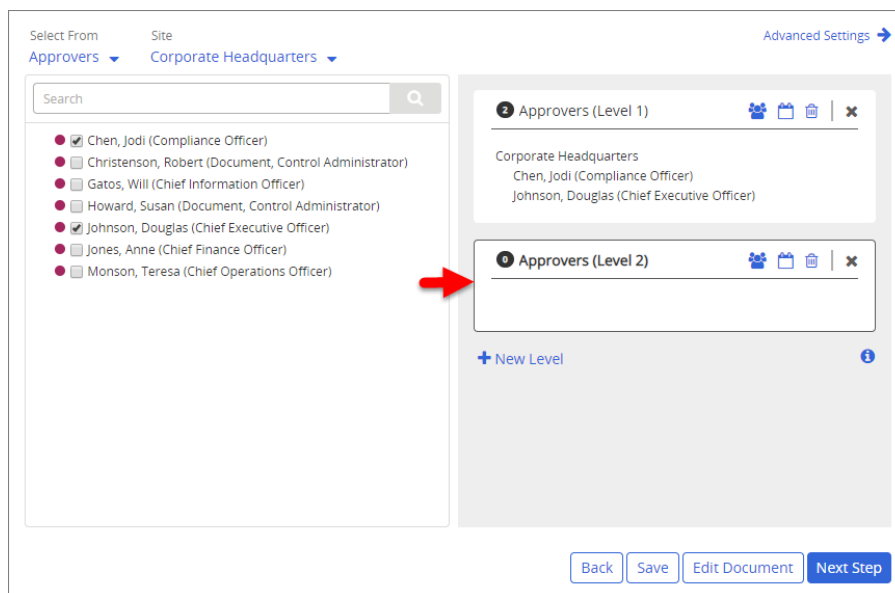 Select From Site Advanced Settings
Approvers Corporate Headquarters
Search
Chen, Jodi (Compliance Officer)
Christenson, Robert (Document, Control Administrator)
Gatos, Will (Chief Information Officer)
Howard, Susan (Document, Control Administrator)
Johnson, Douglas (Chief Executive Officer)
Jones, Anne (Chief Finance Officer)
Monson, Teresa (Chief Operations Officer)
2 Approvers (Level 1)
Corporate Headquarters
Chen, Jodi (Compliance Officer)
Johnson, Douglas (Chief Executive Officer)
0 Approvers (Level 2)
New Level
Back Save Edit Document Next Step